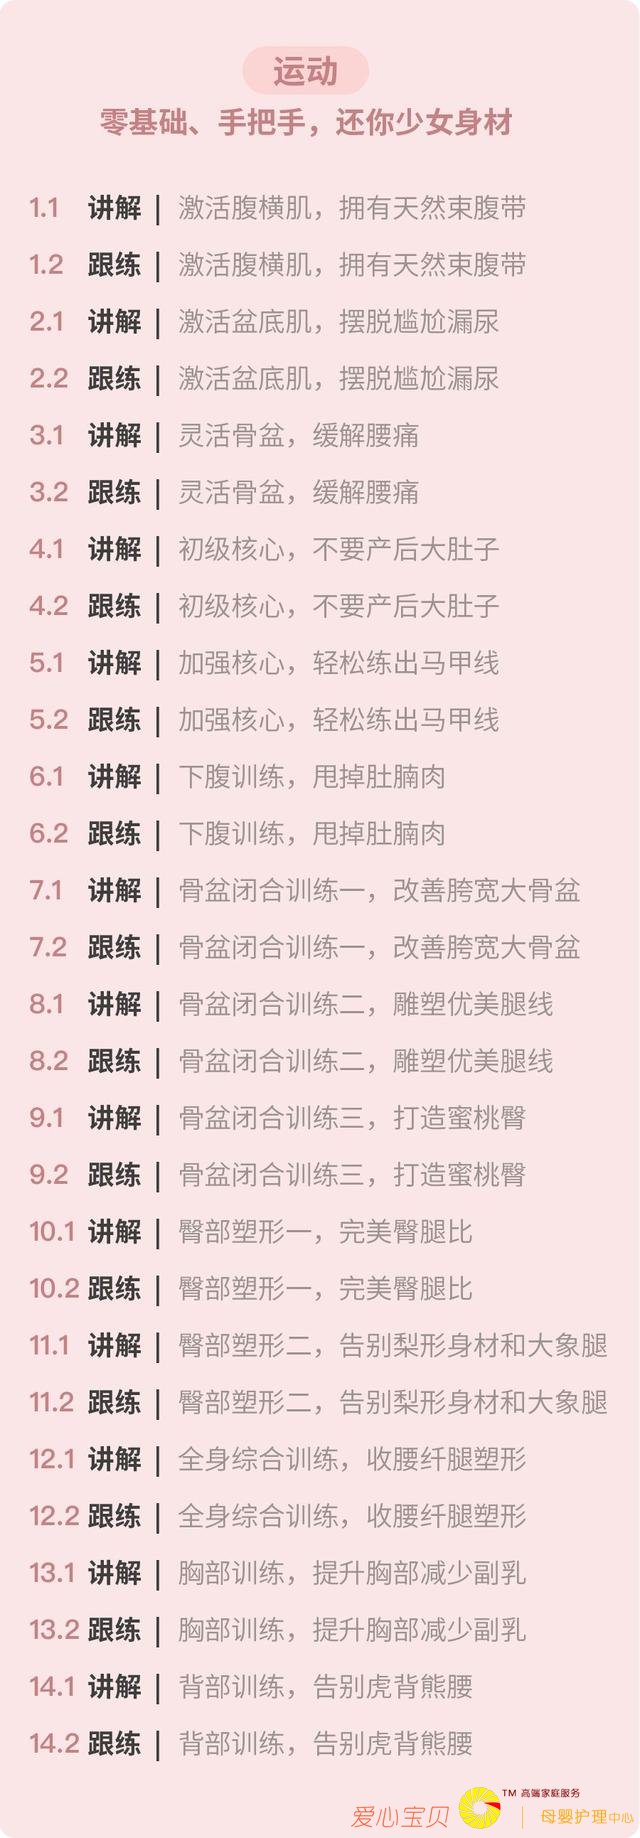 运动
零基础、手把手，还你少女身材
1.1 讲解 | 激活腹横肌，拥有天然束腹带
1.2 跟练 | 激活腹横肌，拥有天然束腹带
2.1 讲解 | 激活盆底肌，摆脱尴尬漏尿
2.2 跟练 | 激活盆底肌，摆脱尴尬漏尿
3.1 讲解 | 灵活骨盆，缓解腰痛
3.2 跟练 | 灵活骨盆，缓解腰痛
4.1 讲解 | 初级核心，不要产后大肚子
4.2 跟练 | 初级核心，不要产后大肚子
5.1 讲解 | 加强核心，轻松练出马甲线
5.2 跟练 | 加强核心，轻松练出马甲线
6.1 讲解 | 下腹训练，甩掉肚腩肉
6.2 跟练 | 下腹训练，甩掉肚腩肉
7.1 讲解 | 骨盆闭合训练一，改善胯宽大骨盆
7.2 跟练 | 骨盆闭合训练一，改善胯宽大骨盆
8.1 讲解 | 骨盆闭合训练二，雕塑优美腿线
8.2 跟练 | 骨盆闭合训练二，雕塑优美腿线
9.1 讲解 | 骨盆闭合训练三，打造蜜桃臀
9.2 跟练 | 骨盆闭合训练三，打造蜜桃臀
10.1 讲解 | 臀部塑形一，完美臀腿比
10.2 跟练 | 臀部塑形一，完美臀腿比
11.1 讲解 | 臀部塑形二，告别梨形身材和大象腿
11.2 跟练 | 臀部塑形二，告别梨形身材和大象腿
12.1 讲解 | 全身综合训练，收腰纤腿塑形
12.2 跟练 | 全身综合训练，收腰纤腿塑形
13.1 讲解 | 胸部训练，提升胸部减少副乳
13.2 跟练 | 胸部训练，提升胸部减少副乳
14.1 讲解 | 背部训练，告别虎背熊腰
14.2 跟练 | 背部训练，告别虎背熊腰
TM 高端家庭服务
爱心宝贝 | 母婴护理中心